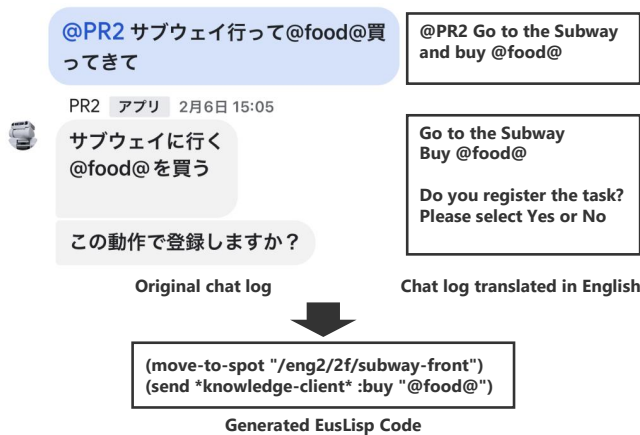 @PR2 サブウェイ行って@food@買
ってきて
@PR2 Go to the Subway
and buy @food@
PR2 アプリ 2月6日 15:05
サブウェイに行く
@food@を買う
この動作で登録しますか？
Go to the Subway
Buy @food@
Do you register the task?
Please select Yes or No
Original chat log
Chat log translated in English
(move-to-spot "/eng2/2f/subway-front")
(send *knowledge-client* :buy "@food@")
Generated EusLisp Code